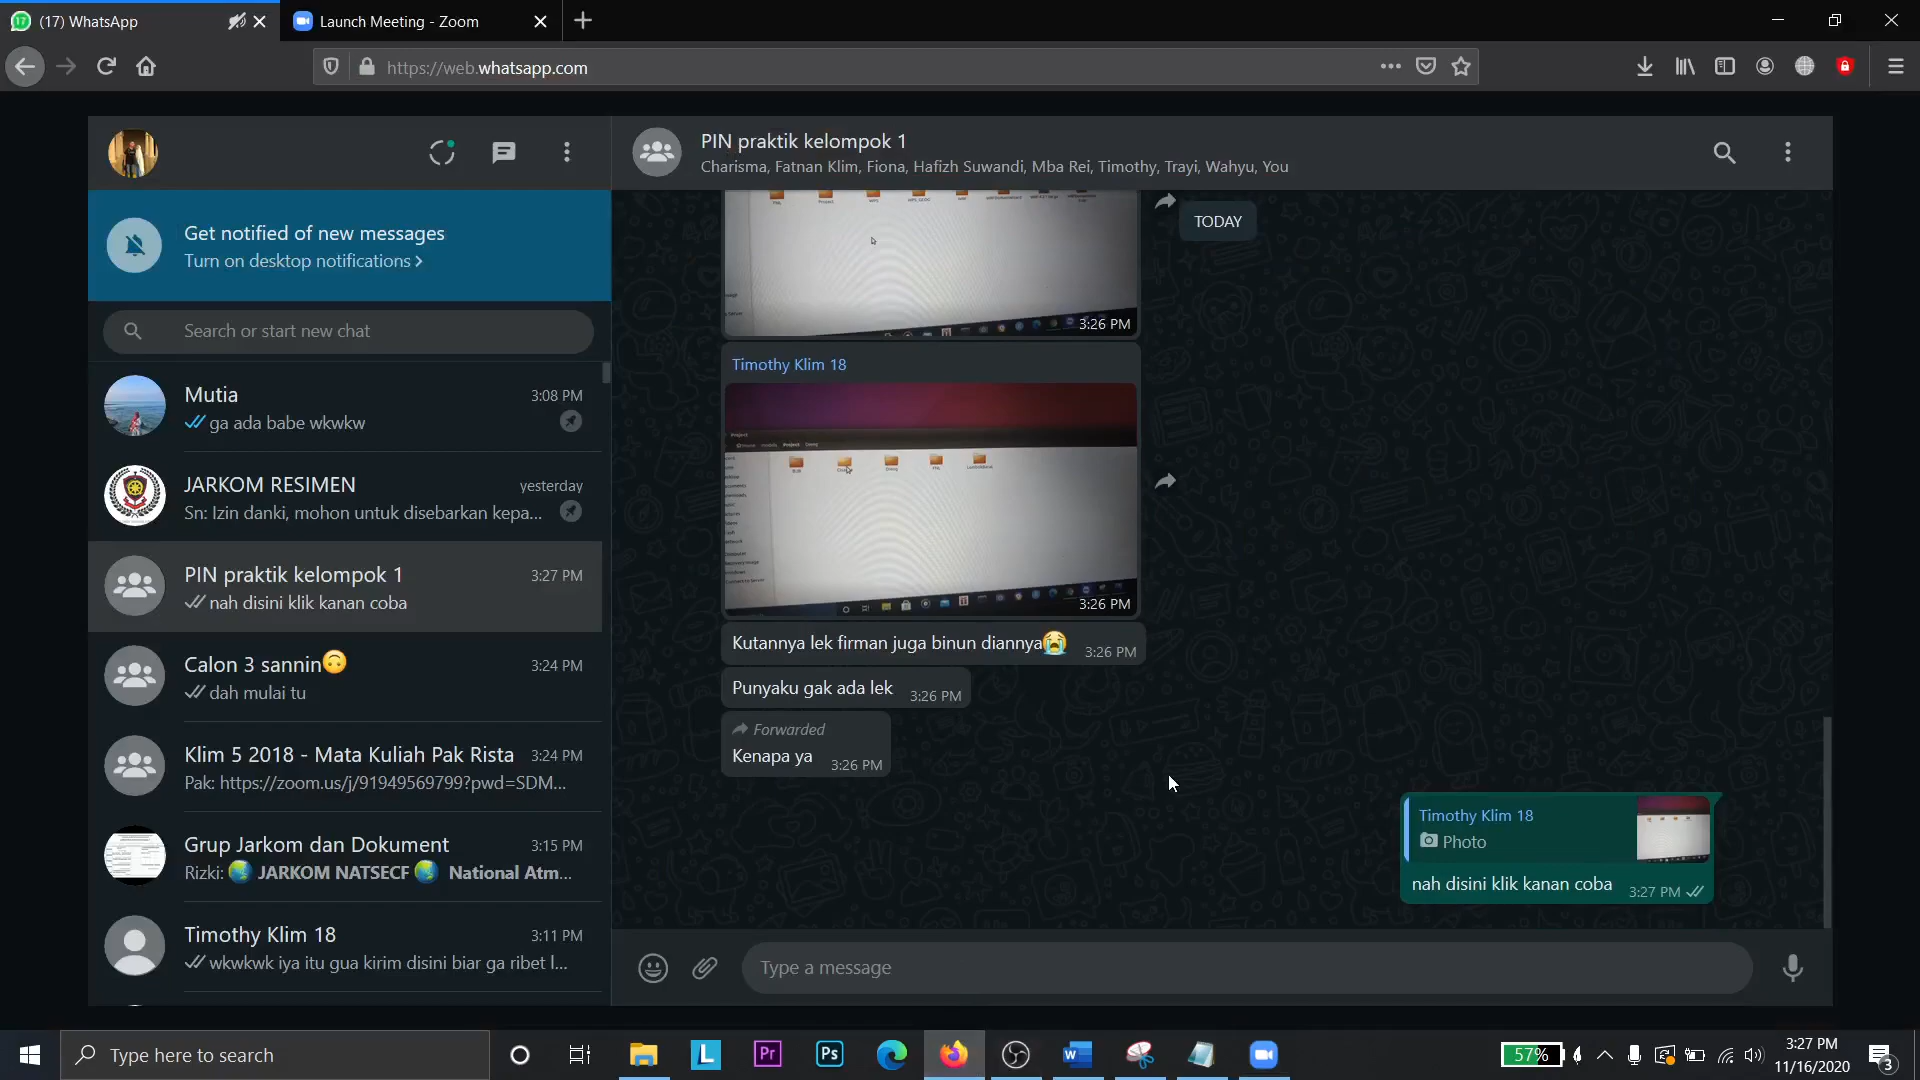 (17) WhatsApp
Launch Meeting - Zoom
https://web.whatsapp.com
PIN praktik kelompok 1
Charisma, Fatnan Klim, Fiona, Hafizh Suwandi, Mba Rei, Timothy, Trayi, Wahyu, You
Get notified of new messages
Turn on desktop notifications >
Search or start new chat
Mutia 3:08 PM
ga ada babe wkwkw
JARKOM RESIMEN yesterday
Sn: Izin danki, mohon untuk disebarkan kepa...
PIN praktik kelompok 1 3:27 PM
nah disini klik kanan coba
Calon 3 sannin🙃 3:24 PM
dah mulai tu
Klim 5 2018 - Mata Kuliah Pak Rista 3:24 PM
Pak: https://zoom.us/j/91949569799?pwd=SDM...
Grup Jarkom dan Dokument 3:15 PM
Rizki: 🌏 JARKOM NATSECF 🌏 National Atm...
Timothy Klim 18 3:11 PM
wkwkwk iya itu gua kirim disini biar ga ribet l...
TODAY
3:26 PM
Timothy Klim 18
3:26 PM
Kutannya lek firman juga binun diannya😭 3:26 PM
Punyaku gak ada lek 3:26 PM
Forwarded
Kenapa ya 3:26 PM
Timothy Klim 18
Photo
nah disini klik kanan coba 3:27 PM
Type a message
Type here to search
57%
3:27 PM
11/16/2020
3